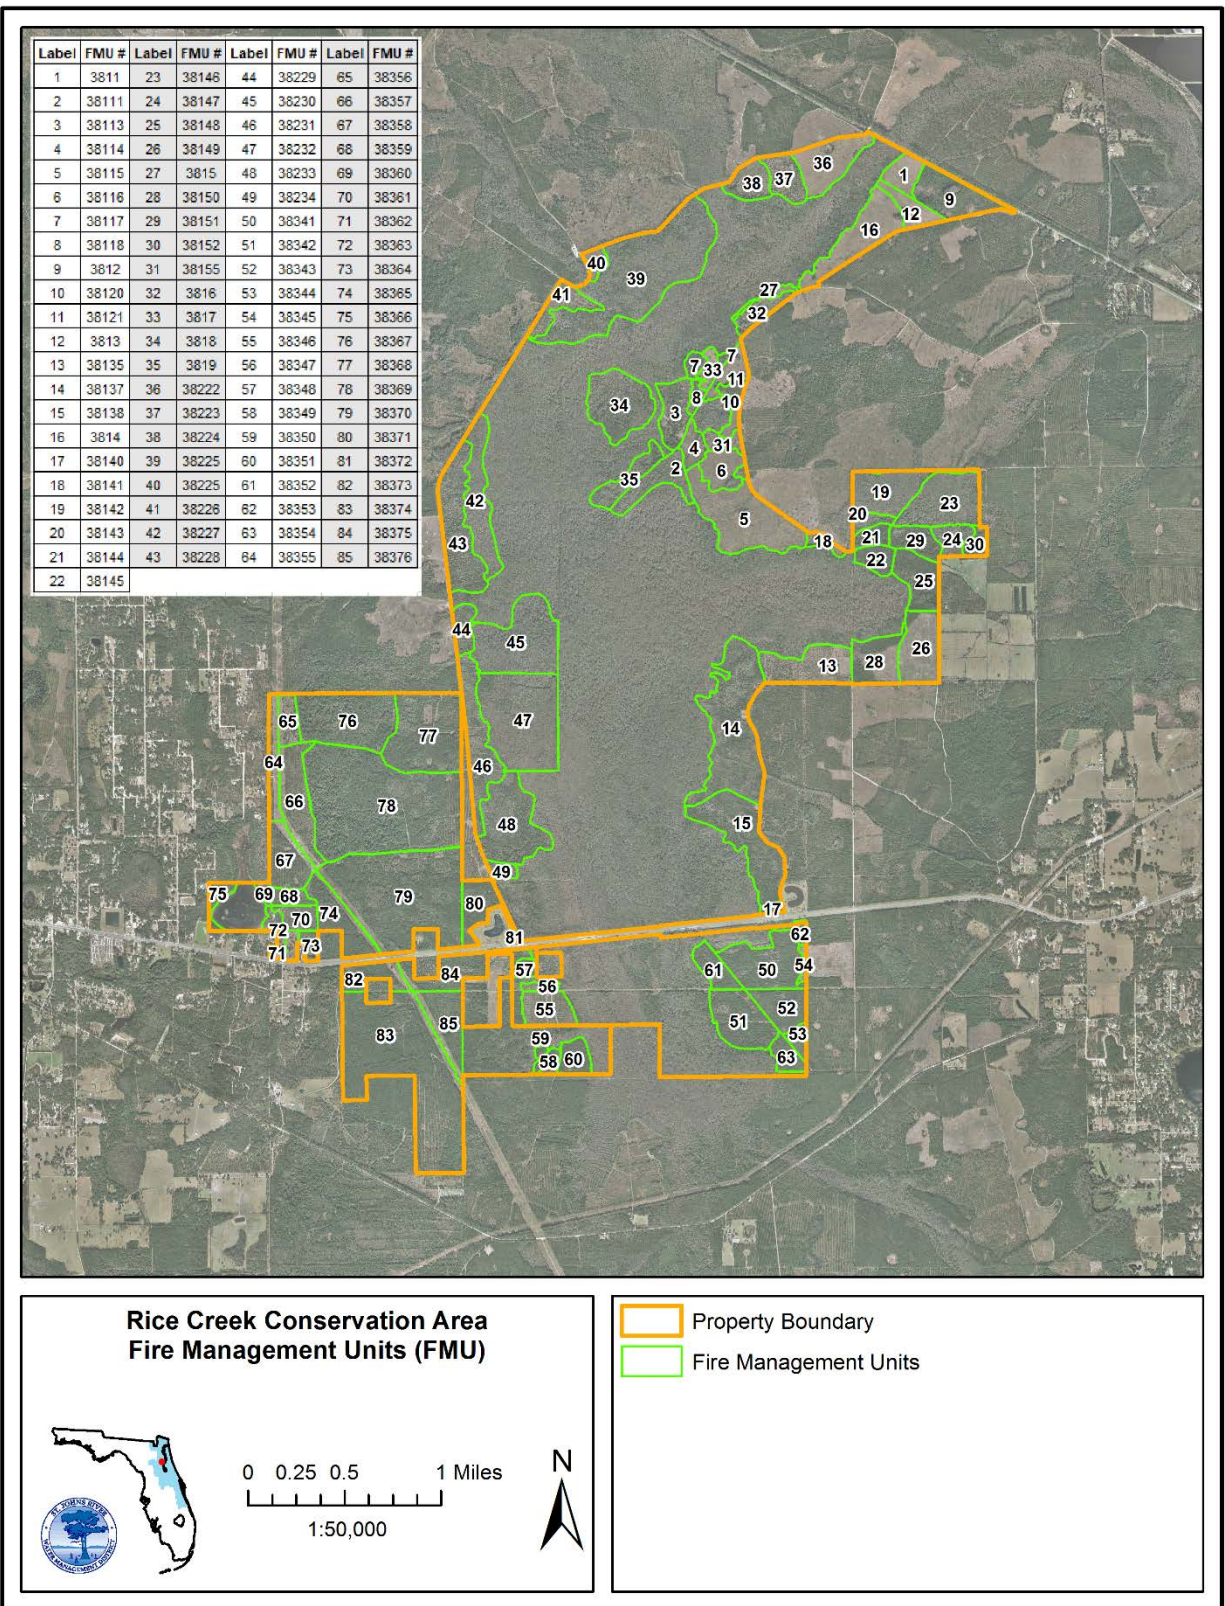 Label FMU # Label FMU # Label FMU # Label FMU #
1 3811 23 38146 44 38229 65 38356
2 38111 24 38147 45 38230 66 38357
3 38113 25 38148 46 38231 67 38358
4 38114 26 38149 47 38232 68 38359
5 38115 27 3815 48 38233 69 38360
6 38116 28 38150 49 38234 70 38361
7 38117 29 38151 50 38341 71 38362
8 38118 30 38152 51 38342 72 38363
9 3812 31 38155 52 38343 73 38364
10 38120 32 3816 53 38344 74 38365
11 38121 33 3817 54 38345 75 38366
12 3813 34 3818 55 38346 76 38367
13 38135 35 3819 56 38347 77 38368
14 38137 36 38222 57 38348 78 38369
15 38138 37 38223 58 38349 79 38370
16 3814 38 38224 59 38350 80 38371
17 38140 39 38225 60 38351 81 38372
18 38141 40 38225 61 38352 82 38373
19 38142 41 38226 62 38353 83 38374
20 38143 42 38227 63 38354 84 38375
21 38144 43 38228 64 38355 85 38376
22 38145
36
1
37
38
9
12
16
40
39
41
27
32
7
7
33
11
8
10
34
3
4
31
2
6
35
42
5
43
18
19
23
20
21
29
24
30
22
25
26
28
13
44
45
14
47
46
65
76
77
64
66
78
48
15
67
49
75
69
68
79
80
70
74
72
71
73
81
17
62
82
84
57
56
61
50
54
55
52
51
85
83
59
53
58
60
63
Rice Creek Conservation Area
Fire Management Units (FMU)
0 0.25 0.5 1 Miles
1:50,000
N
ST. JOHNS RIVER
WATER MANAGEMENT DISTRICT
Property Boundary
Fire Management Units